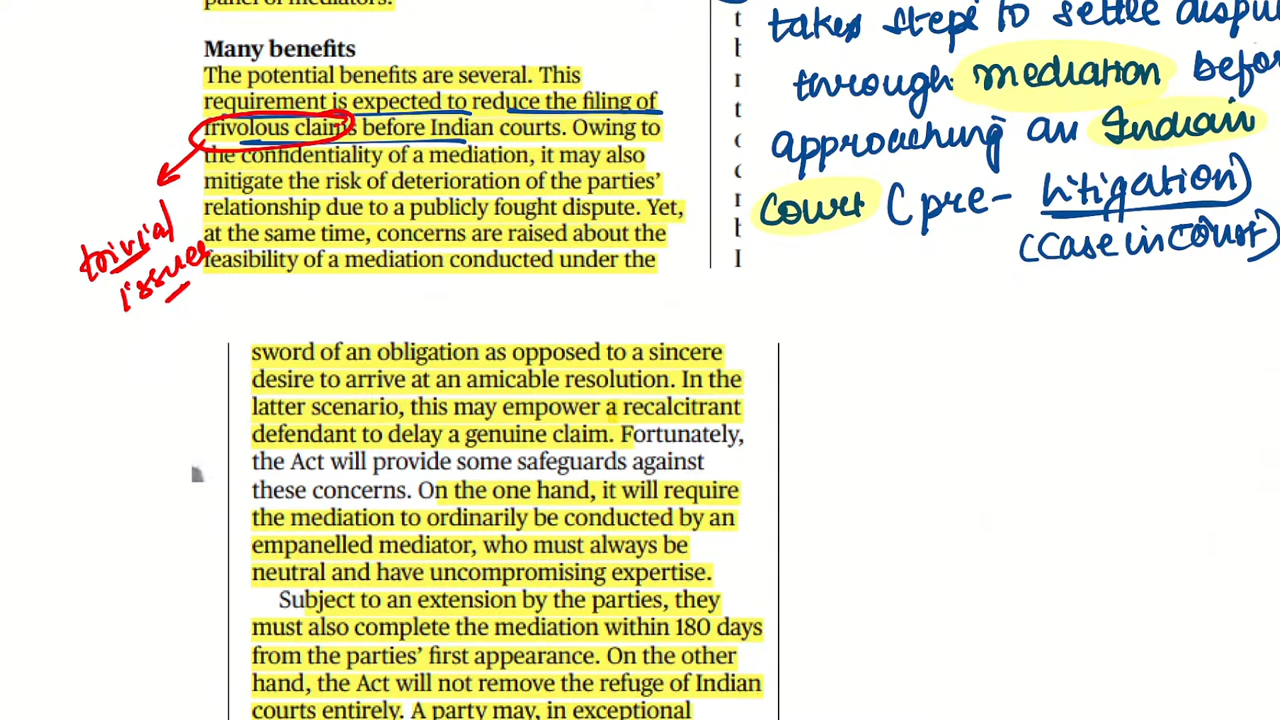 panel of mediators.
Many benefits
The potential benefits are several. This
requirement is expected to reduce the filing of
frivolous claims before Indian courts. Owing to
the confidentiality of a mediation, it may also
mitigate the risk of deterioration of the parties'
relationship due to a publicly fought dispute. Yet,
at the same time, concerns are raised about the
feasibility of a mediation conducted under the
trivial
issues
takes steps to settle dispu
through mediation befo
approaching an Indian
court (pre- litigation)
(case in court)
sword of an obligation as opposed to a sincere
desire to arrive at an amicable resolution. In the
latter scenario, this may empower a recalcitrant
defendant to delay a genuine claim. Fortunately,
the Act will provide some safeguards against
these concerns. On the one hand, it will require
the mediation to ordinarily be conducted by an
empanelled mediator, who must always be
neutral and have uncompromising expertise.
Subject to an extension by the parties, they
must also complete the mediation within 180 days
from the parties' first appearance. On the other
hand, the Act will not remove the refuge of Indian
courts entirely. A party may, in exceptional